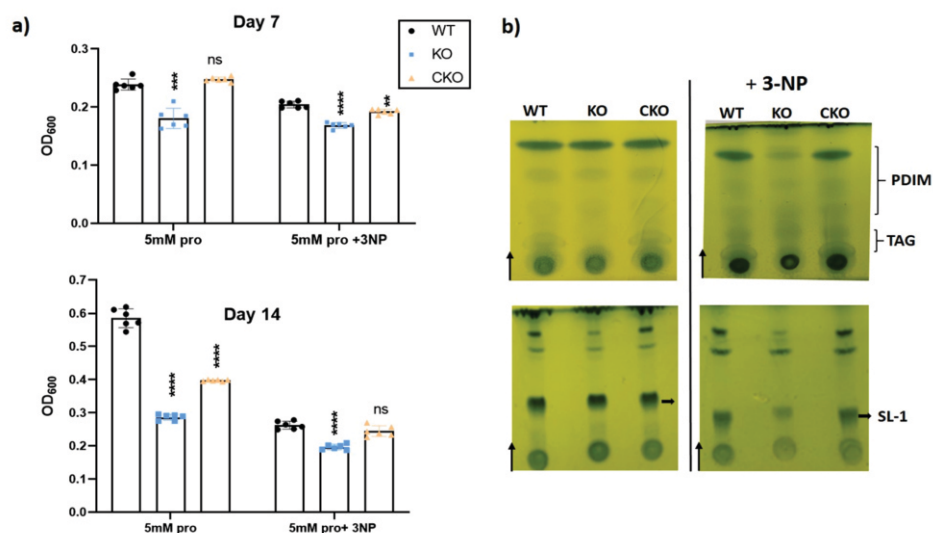 a)
Day 7
WT
KO
CKO
OD600
0.3
0.2
0.1
0.0
***
ns
****
**
5mM pro
5mM pro +3NP
Day 14
OD600
0.7
0.6
0.5
0.4
0.3
0.2
0.1
0.0
****
****
****
ns
5mM pro
5mM pro+ 3NP
b)
+ 3-NP
WT KO CKO
WT KO CKO
PDIM
TAG
SL-1